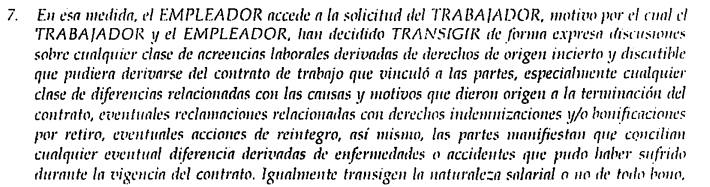 7. En esa medida, el EMPLEADOR accede a la solicitud del TRABAJADOR, motivo por el cual el
TRABAJADOR y el EMPLEADOR, han decidido TRANSIGIR de forma expresa discusiones
sobre cualquier clase de acreencias laborales derivadas de derechos de origen incierto y discutible
que pudiera derivarse del contrato de trabajo que vinculó a las partes, especialmente cualquier
clase de diferencias relacionadas con las causas y motivos que dieron origen a la terminación del
contrato, eventuales reclamaciones relacionadas con derechos indemnizaciones y/o bonificaciones
por retiro, eventuales acciones de reintegro, así mismo, las partes manifiestan que concilian
cualquier eventual diferencia derivadas de enfermedades o accidentes que pudo haber sufrido
durante la vigencia del contrato. Igualmente transigen la naturaleza salarial o no de todo bono,